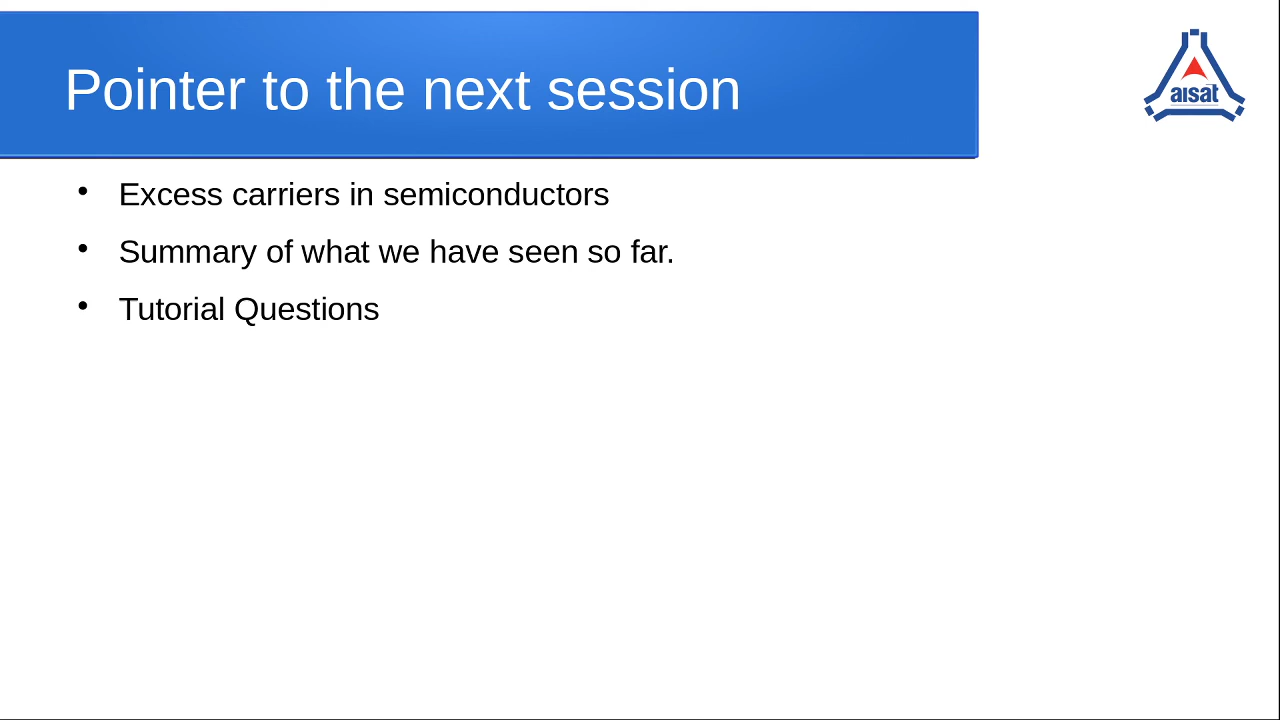 Pointer to the next session
aısat
Excess carriers in semiconductors
Summary of what we have seen so far.
Tutorial Questions